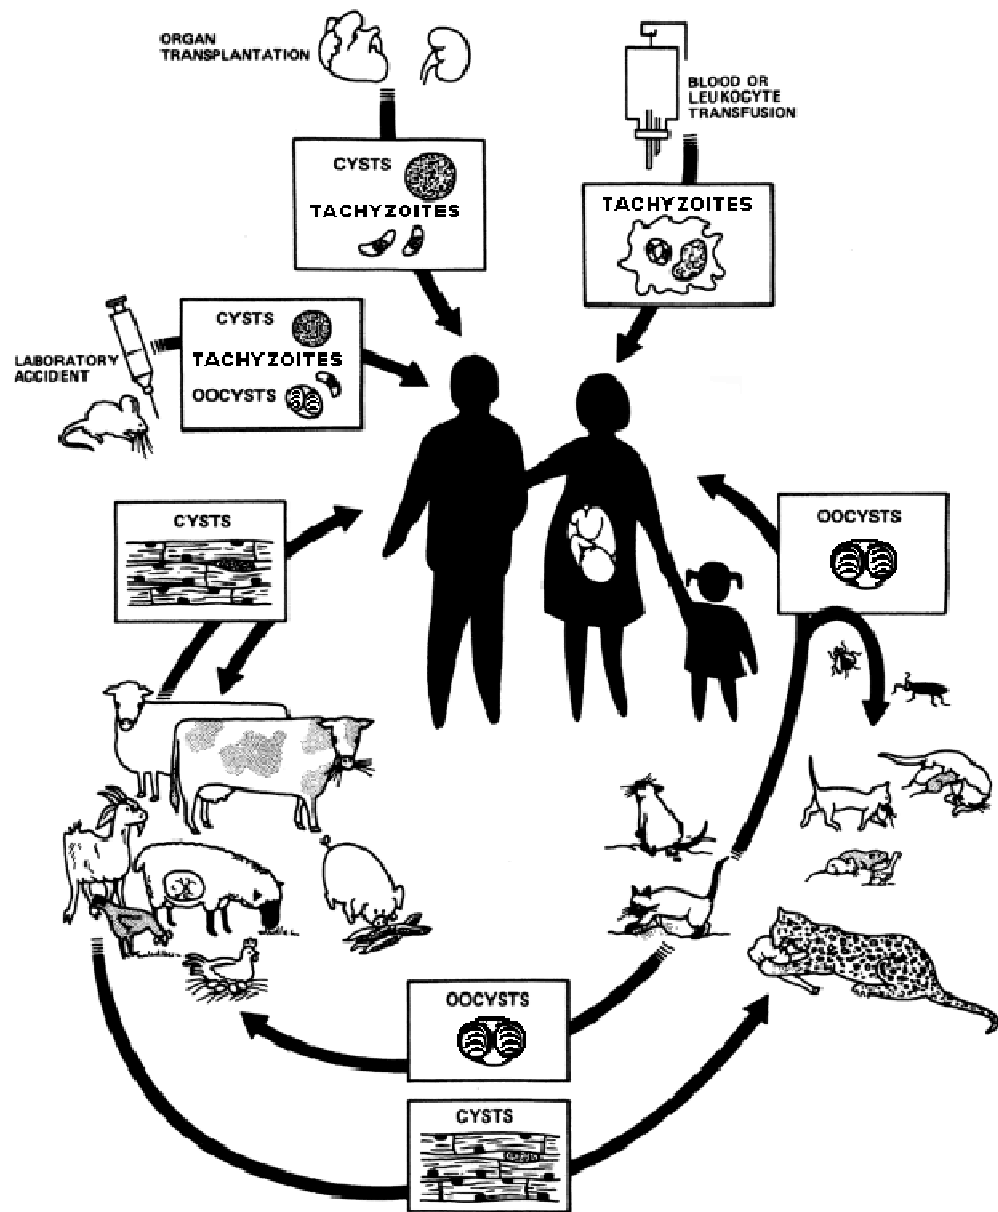 ORGAN
TRANSPLANTATION
BLOOD OR
LEUKOCYTE
TRANSFUSION
CYSTS
TACHYZOITES
TACHYZOITES
LABORATORY
ACCIDENT
CYSTS
TACHYZOITES
OOCYSTS
CYSTS
OOCYSTS
OOCYSTS
CYSTS